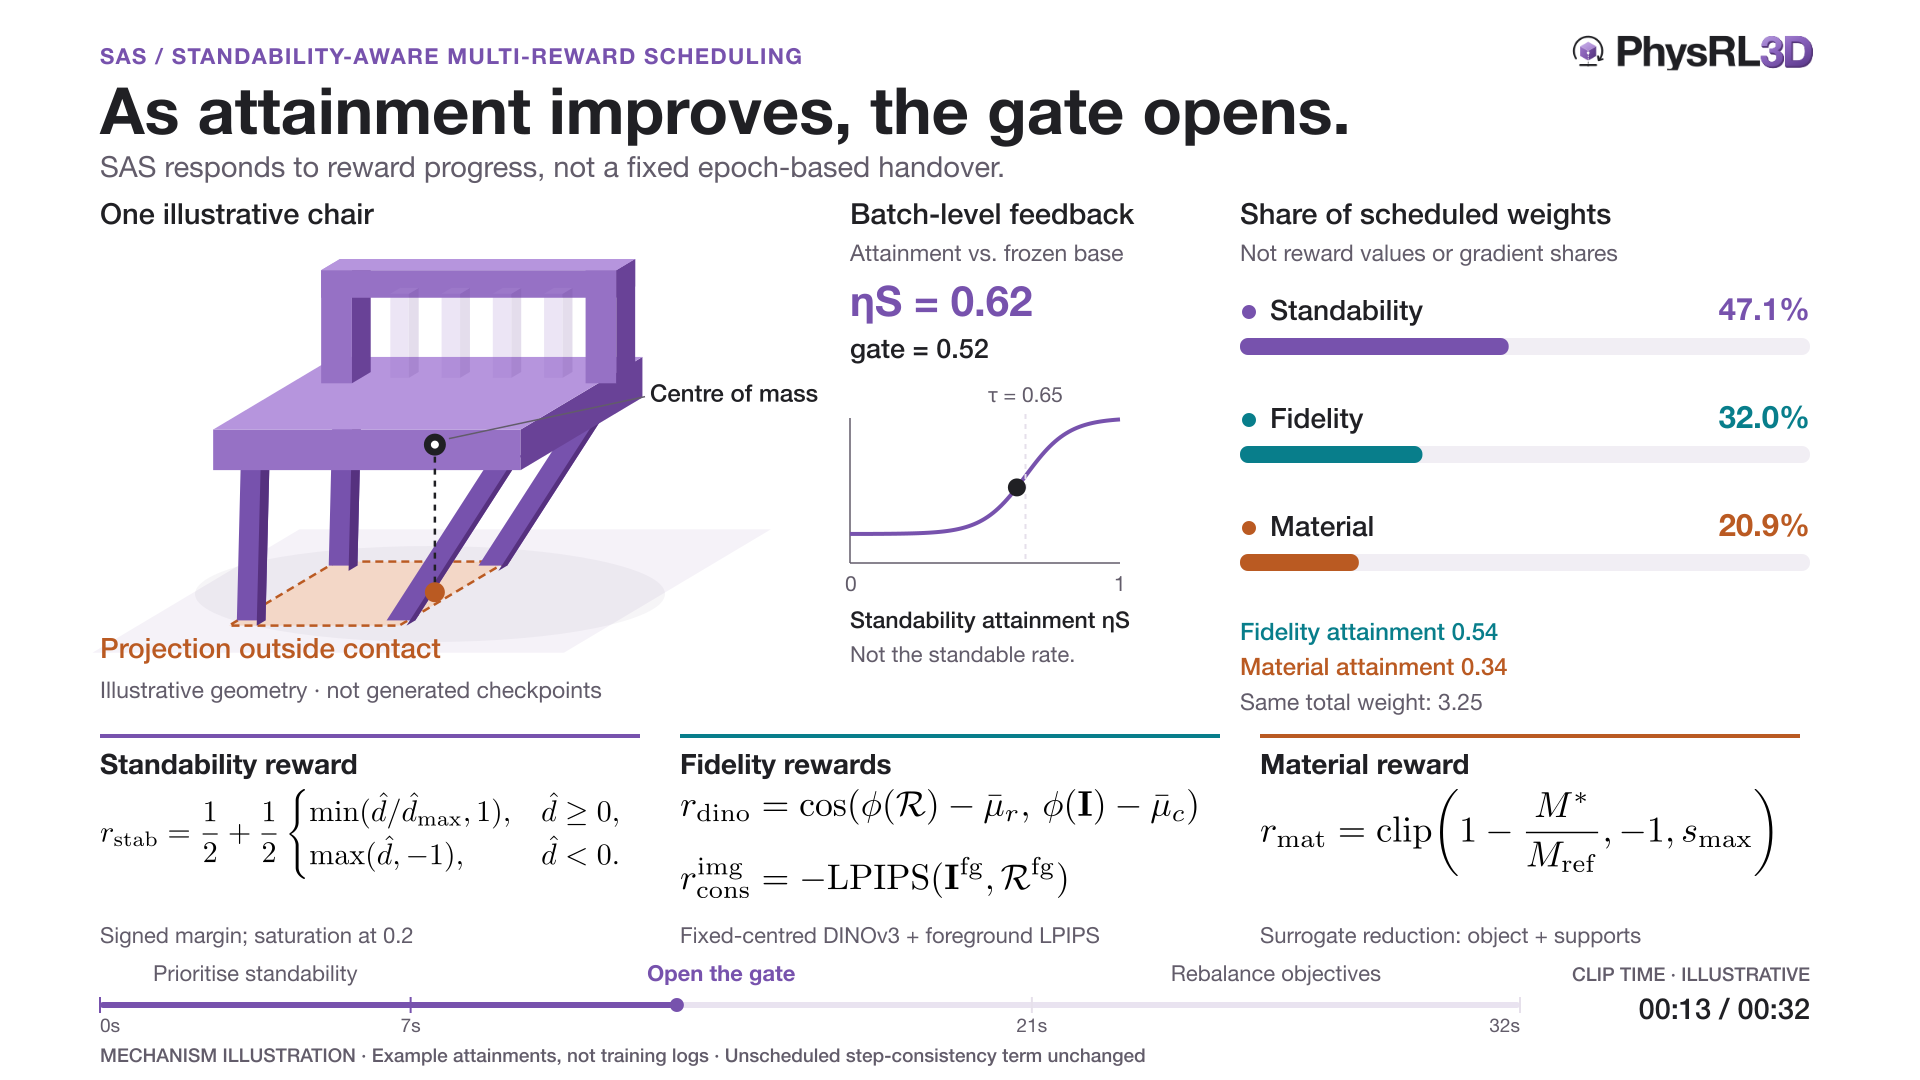 SAS / STANDABILITY-AWARE MULTI-REWARD SCHEDULING
PhysRL3D
As attainment improves, the gate opens.
SAS responds to reward progress, not a fixed epoch-based handover.
One illustrative chair
Centre of mass
Projection outside contact
Illustrative geometry · not generated checkpoints
Batch-level feedback
Attainment vs. frozen base
ηS = 0.62
gate = 0.52
τ = 0.65
0 1
Standability attainment ηS
Not the standable rate.
Share of scheduled weights
Not reward values or gradient shares
Standability 47.1%
Fidelity 32.0%
Material 20.9%
Fidelity attainment 0.54
Material attainment 0.34
Same total weight: 3.25
Standability reward
r_stab = 1/2 + 1/2 { min(d̂/d̂_max, 1), d̂ ≥ 0,
max(d̂, −1), d̂ < 0.
Signed margin; saturation at 0.2
Fidelity rewards
r_dino = cos(ϕ(ℛ) − μ̄_r, ϕ(𝐈) − μ̄_c)
r_cons^img = −LPIPS(𝐈^fg, ℛ^fg)
Fixed-centred DINOv3 + foreground LPIPS
Material reward
r_mat = clip(1 − M*/M_ref, −1, s_max)
Surrogate reduction: object + supports
Prioritise standability
Open the gate
Rebalance objectives
0s 7s 21s 32s
CLIP TIME · ILLUSTRATIVE
00:13 / 00:32
MECHANISM ILLUSTRATION · Example attainments, not training logs · Unscheduled step-consistency term unchanged